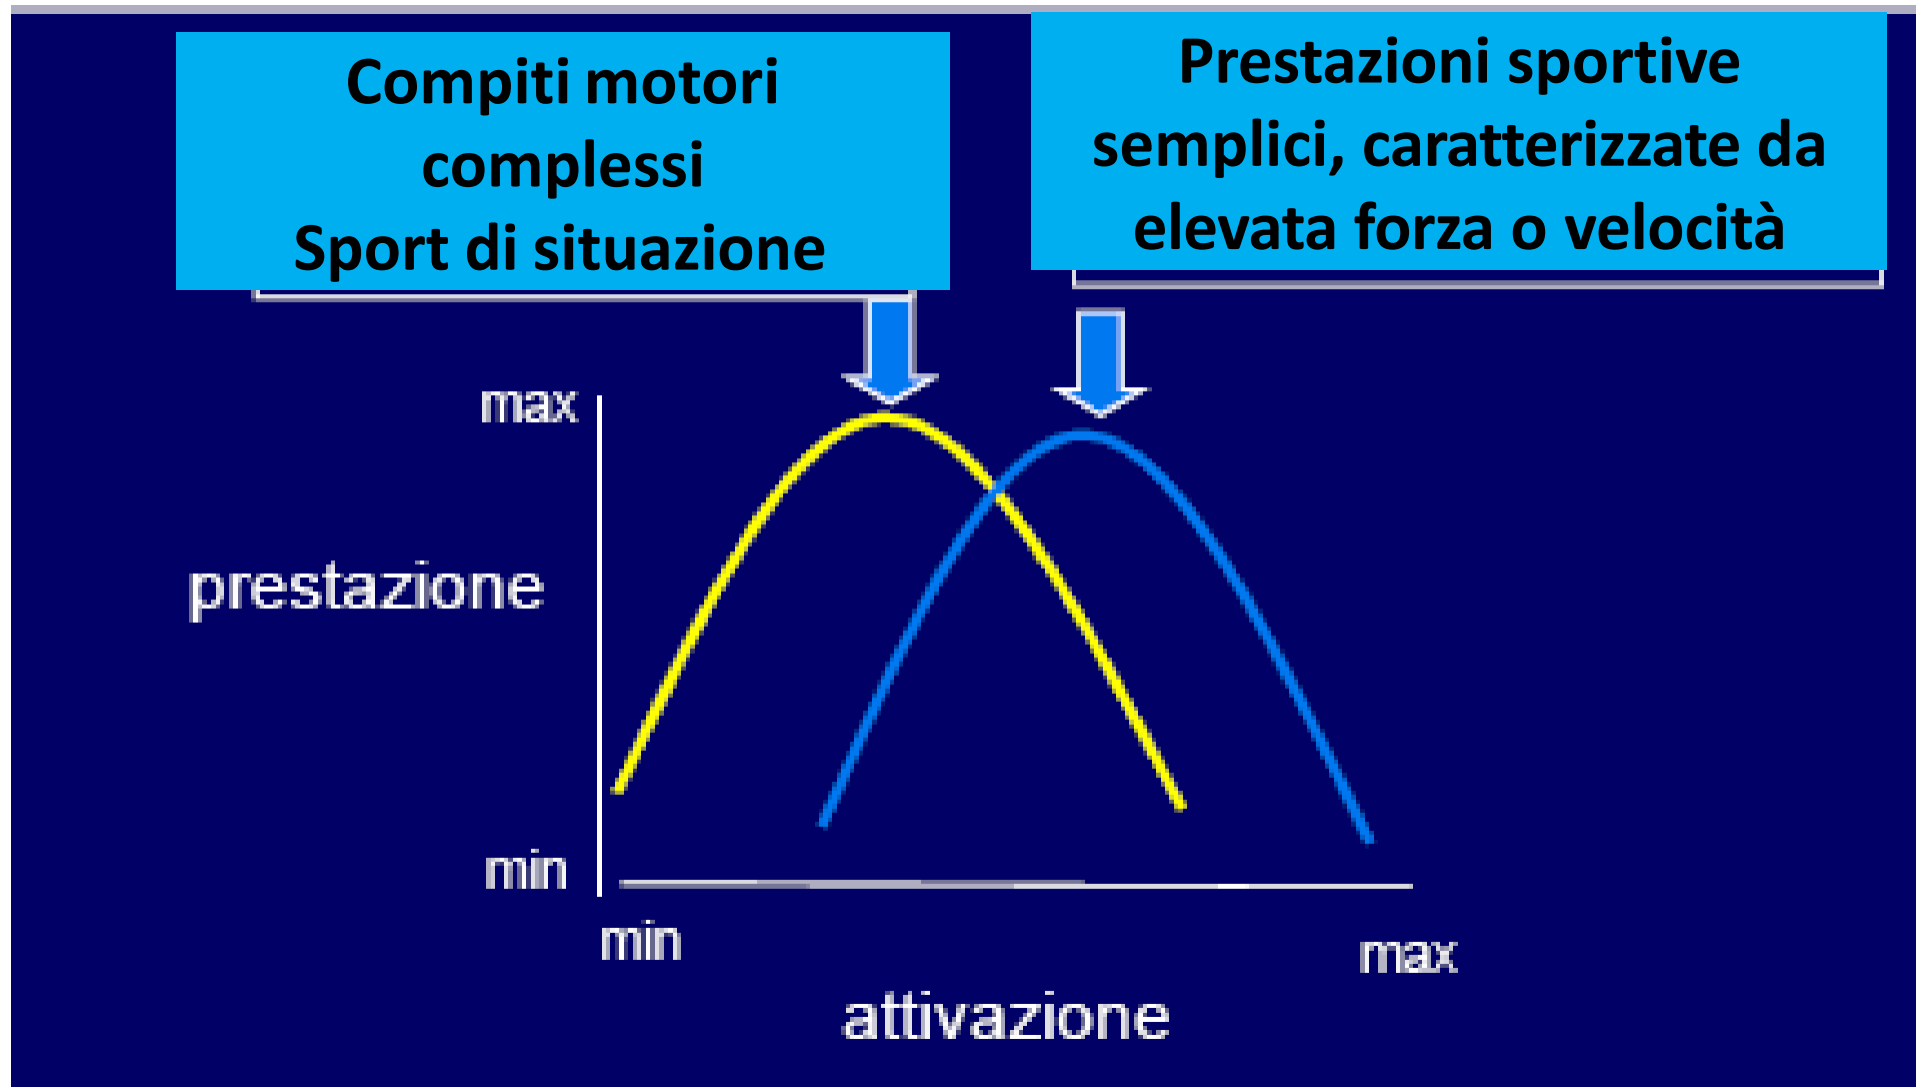 Compiti motori
complessi
Sport di situazione
Prestazioni sportive
semplici, caratterizzate da
elevata forza o velocità
max
prestazione
min
min
max
attivazione